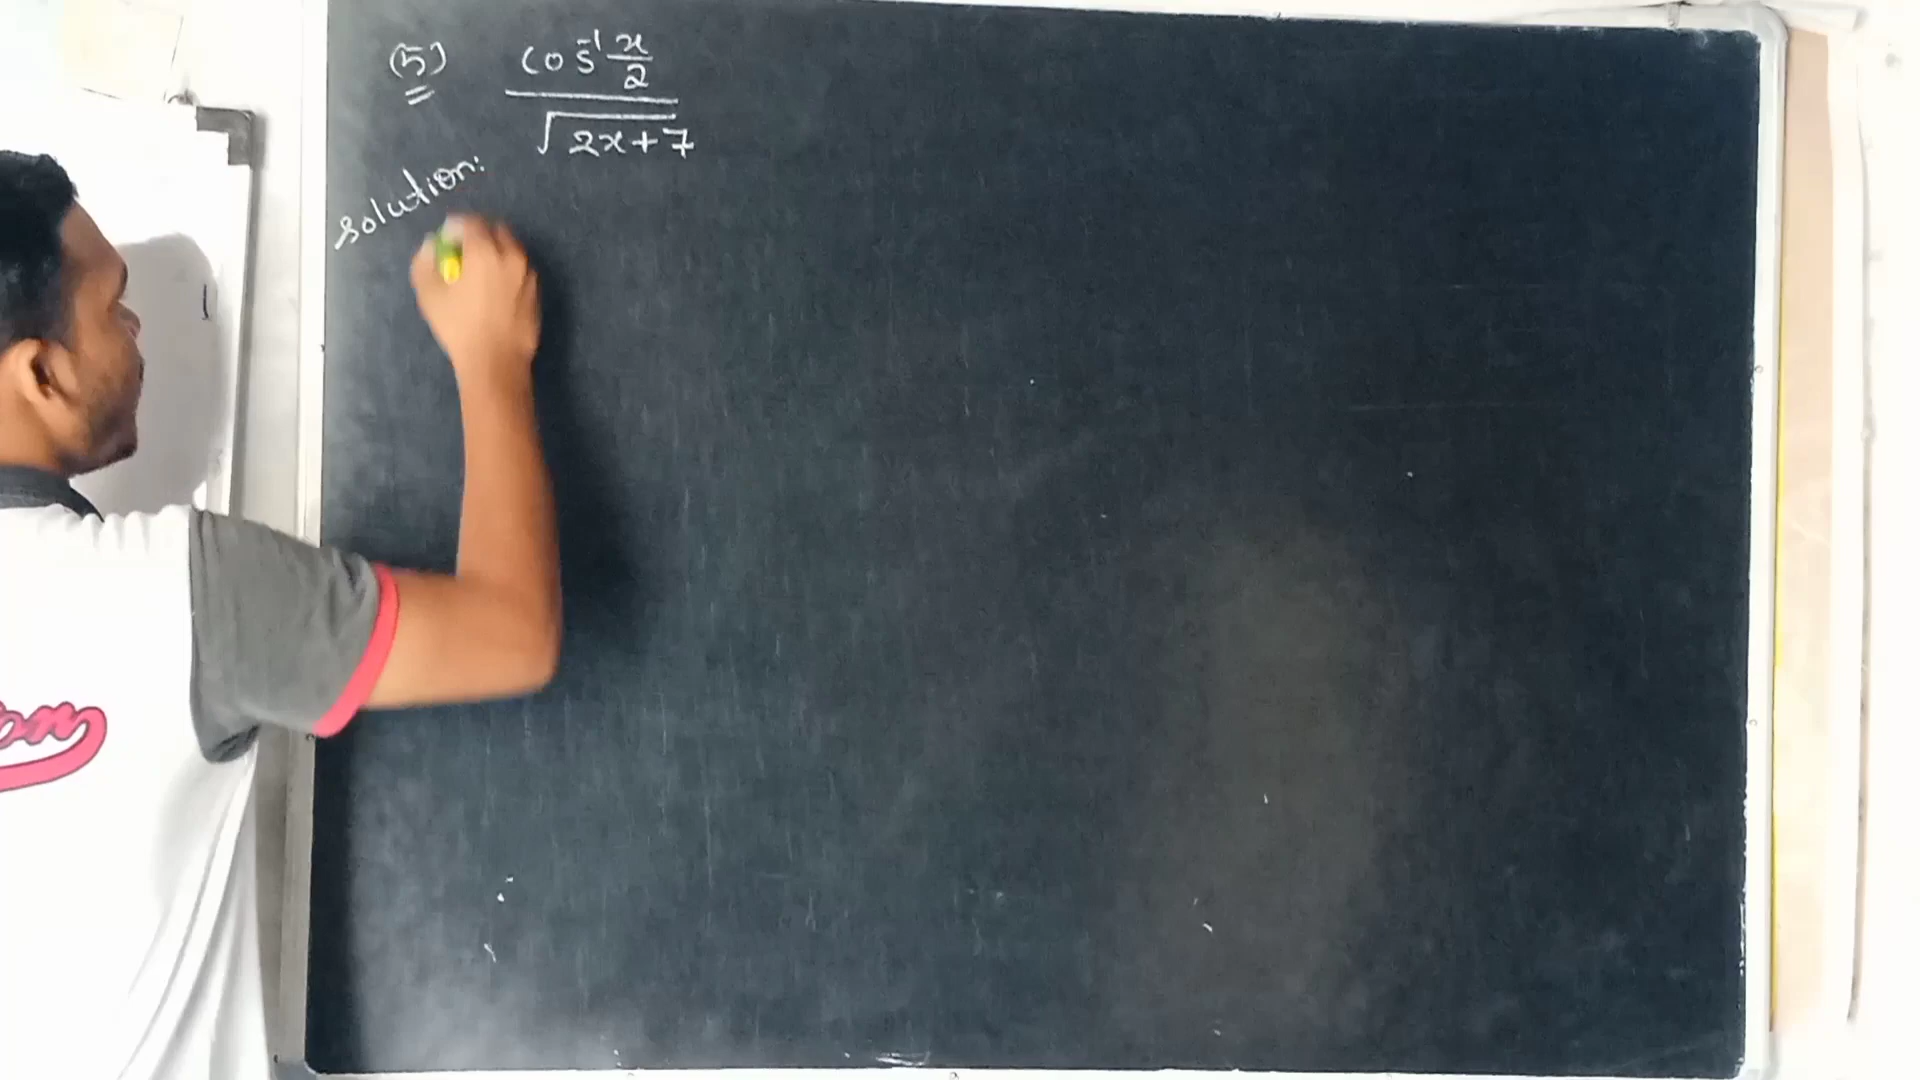 (5) cos⁻¹ x/2
√2x+7
Solution: